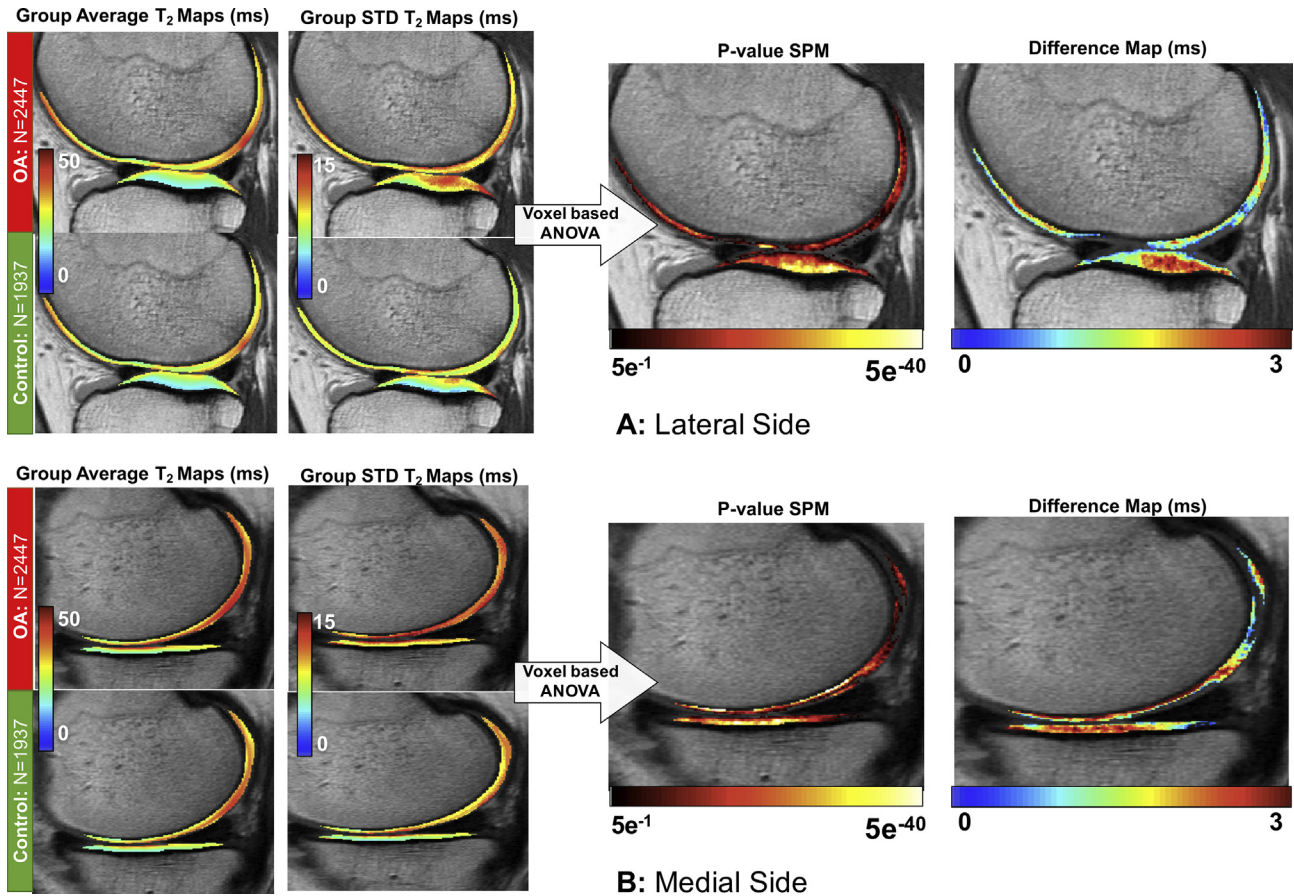 Group Average T₂ Maps (ms)
Group STD T₂ Maps (ms)
OA: N=2447
50
0
15
0
Control: N=1937
Voxel based
ANOVA
P-value SPM
5e⁻¹
5e⁻⁴⁰
Difference Map (ms)
0
3
A: Lateral Side
Group Average T₂ Maps (ms)
Group STD T₂ Maps (ms)
OA: N=2447
50
0
15
0
Control: N=1937
Voxel based
ANOVA
P-value SPM
5e⁻¹
5e⁻⁴⁰
Difference Map (ms)
0
3
B: Medial Side